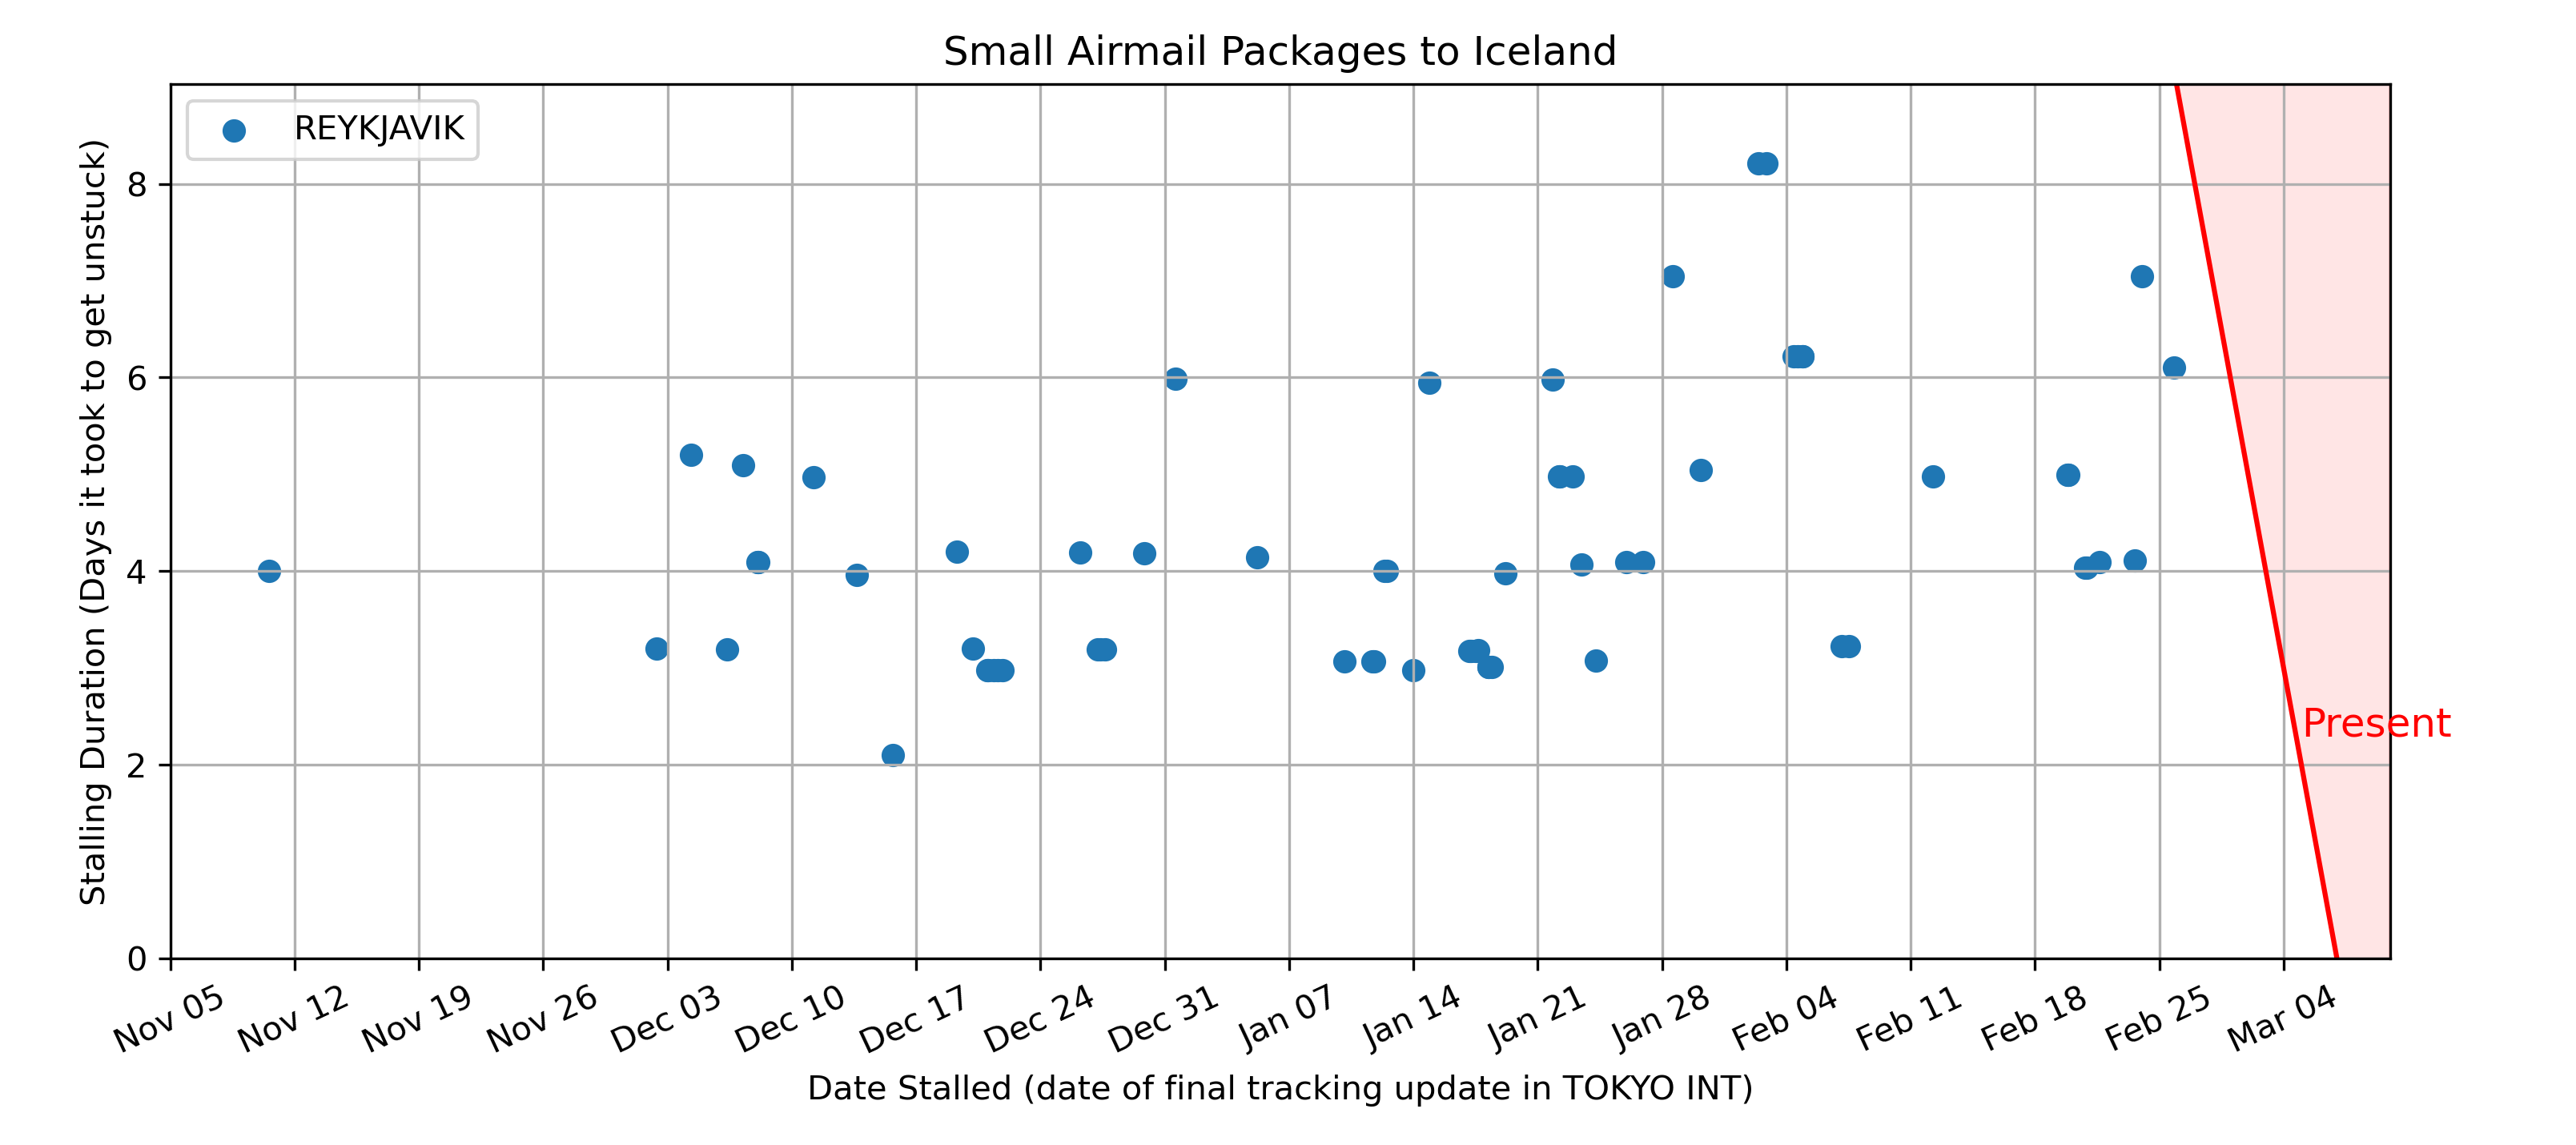 Small Airmail Packages to Iceland
REYKJAVIK
Stalling Duration (Days it took to get unstuck)
8
6
4
2
0
Present
Nov 05
Nov 12
Nov 19
Nov 26
Dec 03
Dec 10
Dec 17
Dec 24
Dec 31
Jan 07
Jan 14
Jan 21
Jan 28
Feb 04
Feb 11
Feb 18
Feb 25
Mar 04
Date Stalled (date of final tracking update in TOKYO INT)